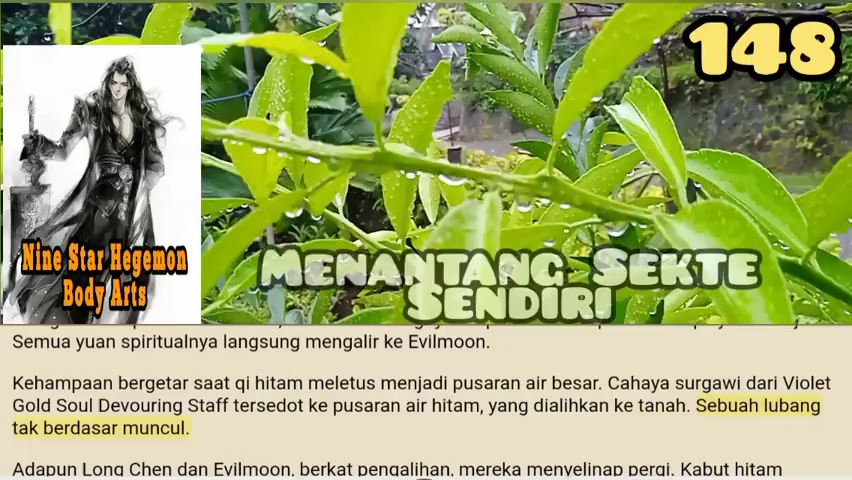 148
Nine Star Hegemon
Body Arts
Menantang Sekte
Sendiri
Semua yuan spiritualnya langsung mengalir ke Evilmoon.
Kehampaan bergetar saat qi hitam meletus menjadi pusaran air besar. Cahaya surgawi dari Violet
Gold Soul Devouring Staff tersedot ke pusaran air hitam, yang dialihkan ke tanah. Sebuah lubang
tak berdasar muncul.
Adapun Long Chen dan Evilmoon, berkat pengalihan, mereka menyelinap pergi. Kabut hitam